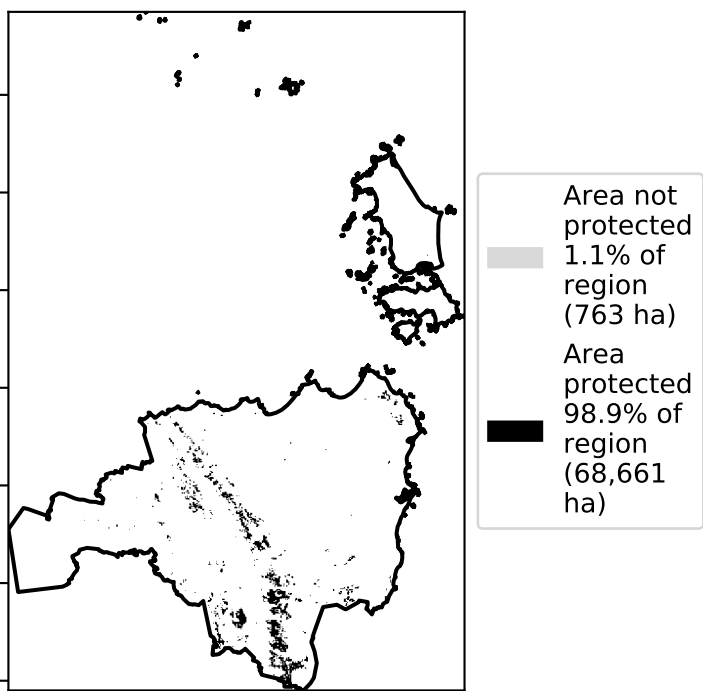 Area not
protected
1.1% of
region
(763 ha)
Area
protected
98.9% of
region
(68,661
ha)